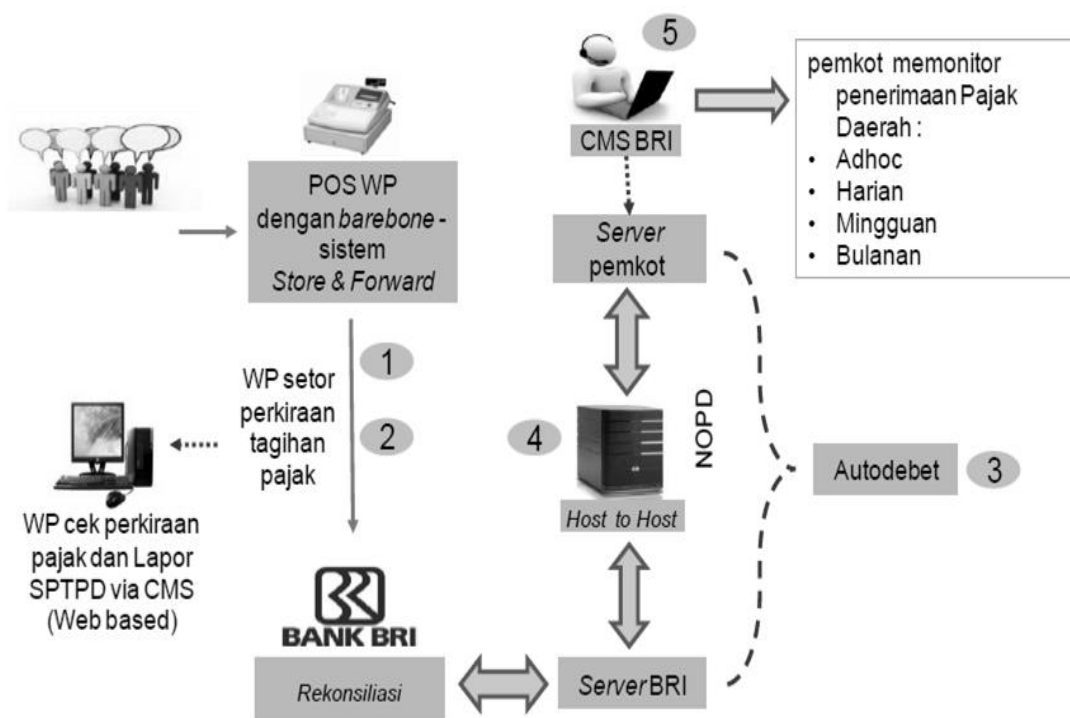 5
CMS BRI
pemkot memonitor
penerimaan Pajak
Daerah :
• Adhoc
• Harian
• Mingguan
• Bulanan
POS WP
dengan barebone -
sistem
Store & Forward
Server
pemkot
1
WP setor
perkiraan
tagihan
pajak
2
WP cek perkiraan
pajak dan Lapor
SPTPD via CMS
(Web based)
4
NOPD
Host to Host
Autodebet
3
BANK BRI
Rekonsiliasi
Server BRI